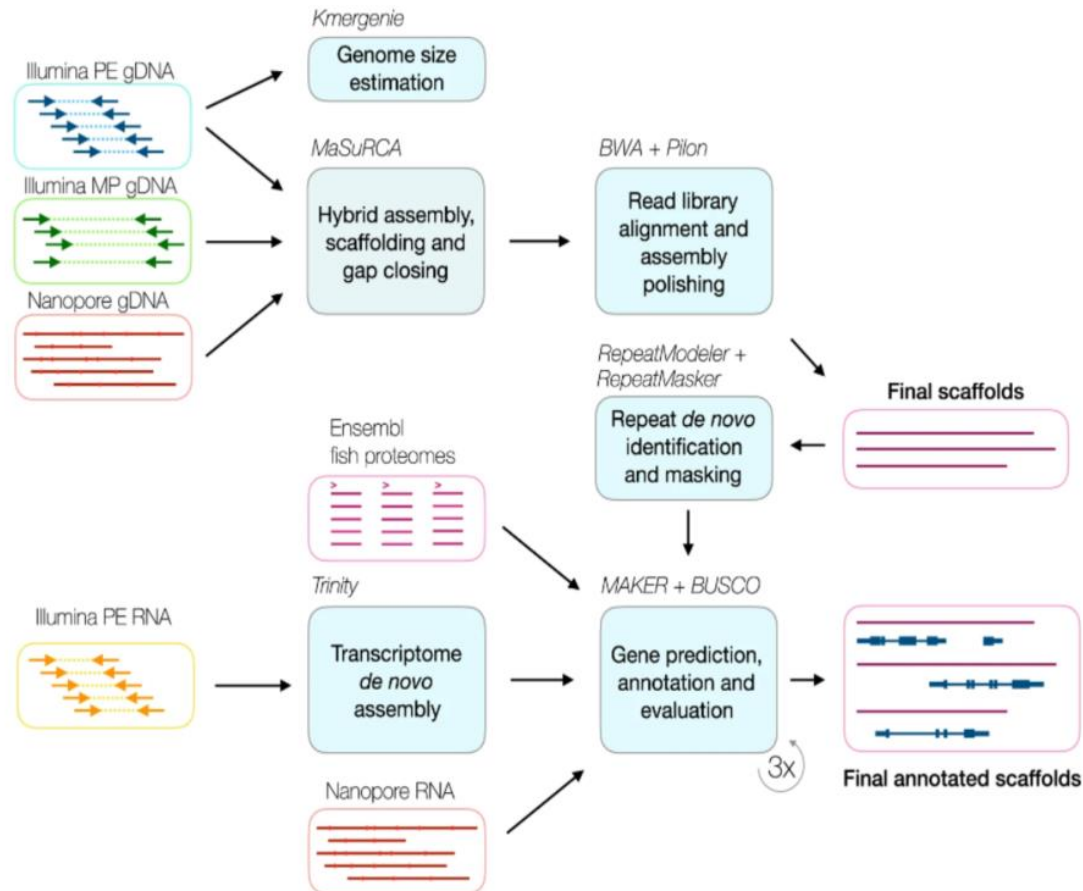 Kmergenie
Genome size
estimation
Illumina PE gDNA
MaSuRCA
Hybrid assembly,
scaffolding and
gap closing
BWA + Pilon
Read library
alignment and
assembly
polishing
Illumina MP gDNA
Nanopore gDNA
RepeatModeler +
RepeatMasker
Repeat de novo
identification
and masking
Final scaffolds
Ensembl
fish proteomes
> > >
Trinity
Transcriptome
de novo
assembly
MAKER + BUSCO
Gene prediction,
annotation and
evaluation
3x
Illumina PE RNA
Nanopore RNA
Final annotated scaffolds